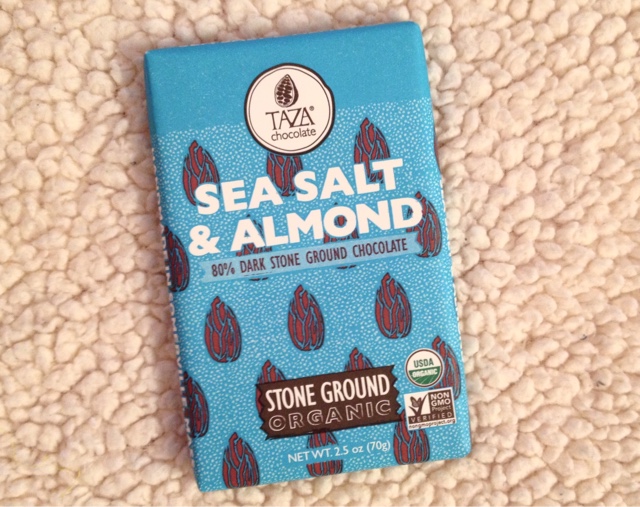 TAZA®
chocolate
SEA SALT
& ALMOND
80% DARK STONE GROUND CHOCOLATE
USDA
ORGANIC
STONE GROUND
ORGANIC
NON
GMO
Project
VERIFIED
nongmoproject.org
NET WT. 2.5 oz (70g)